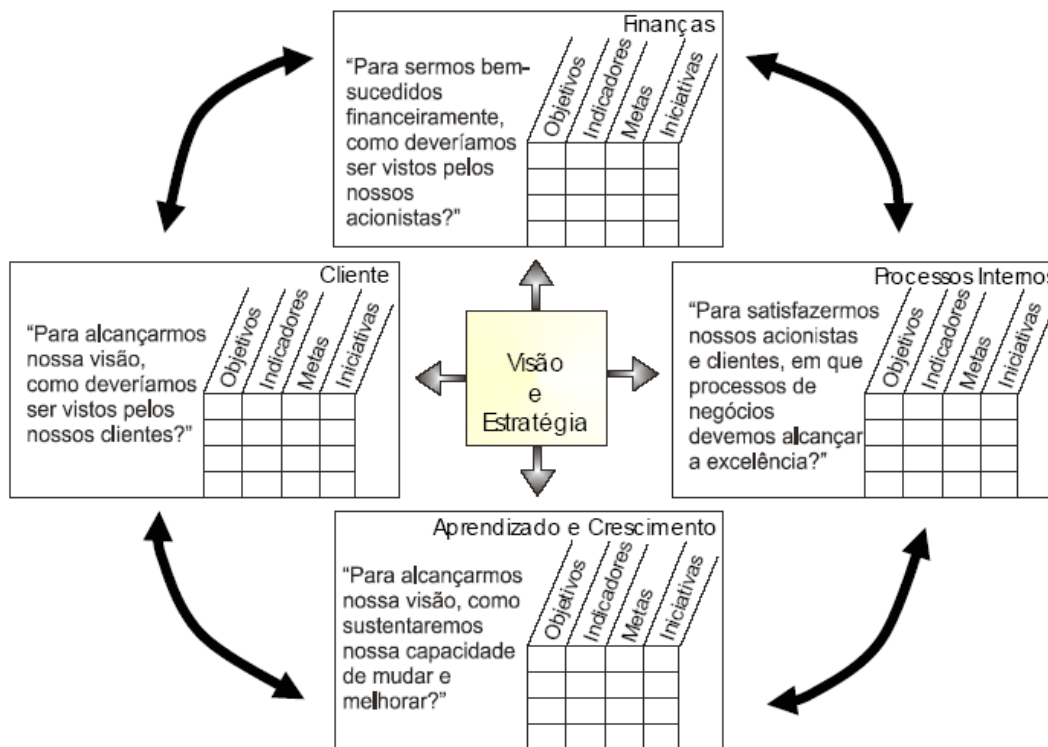 Finanças
“Para sermos bem-
sucedidos
financeiramente,
como deveríamos
ser vistos pelos
nossos
acionistas?”
Objetivos
Indicadores
Metas
Iniciativas
Cliente
“Para alcançarmos
nossa visão,
como deveríamos
ser vistos pelos
nossos clientes?”
Objetivos
Indicadores
Metas
Iniciativas
Visão
e
Estratégia
Processos Internos
“Para satisfazermos
nossos acionistas
e clientes, em que
processos de
negócios
devemos alcançar
a excelência?”
Objetivos
Indicadores
Metas
Iniciativas
Aprendizado e Crescimento
“Para alcançarmos
nossa visão, como
sustentaremos
nossa capacidade
de mudar e
melhorar?”
Objetivos
Indicadores
Metas
Iniciativas